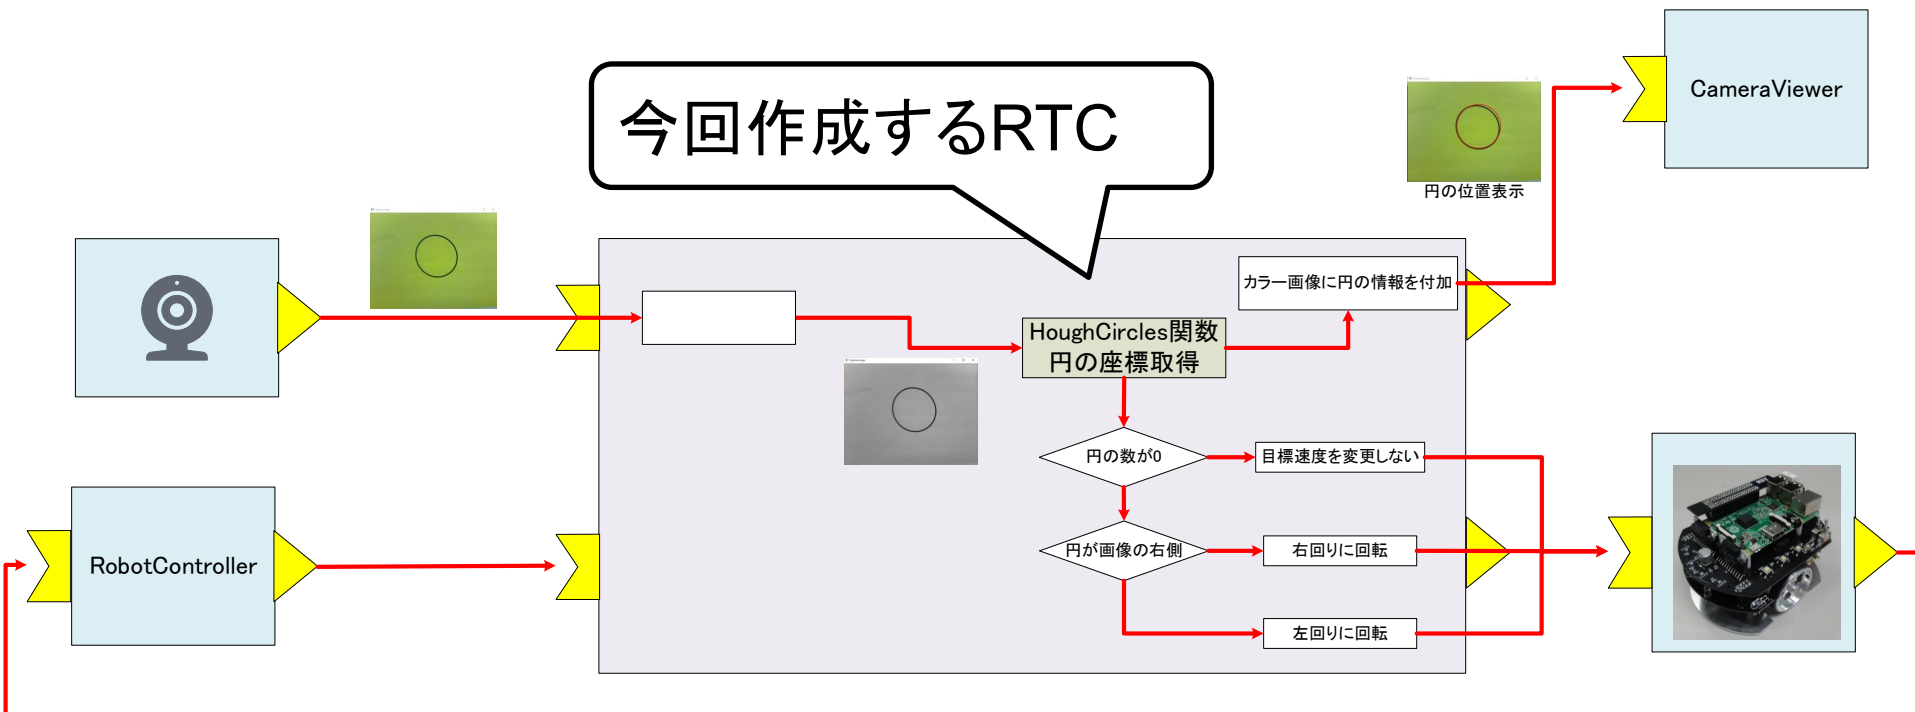 今回作成するRTC
CameraViewer
円の位置表示
カラー画像に円の情報を付加
HoughCircles関数
円の座標取得
円の数が0
目標速度を変更しない
RobotController
円が画像の右側
右回りに回転
左回りに回転